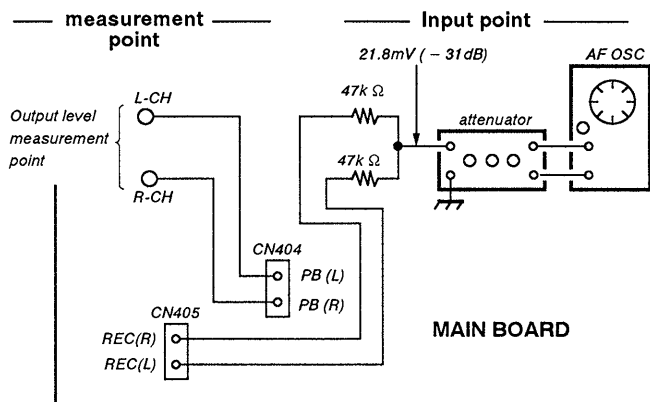 measurement
point
Input point
21.8mV ( – 31dB)
AF OSC
L-CH
47k Ω
attenuator
Output level
measurement
point
47k Ω
R-CH
CN404
PB (L)
PB (R)
CN405
REC(R)
REC(L)
MAIN BOARD